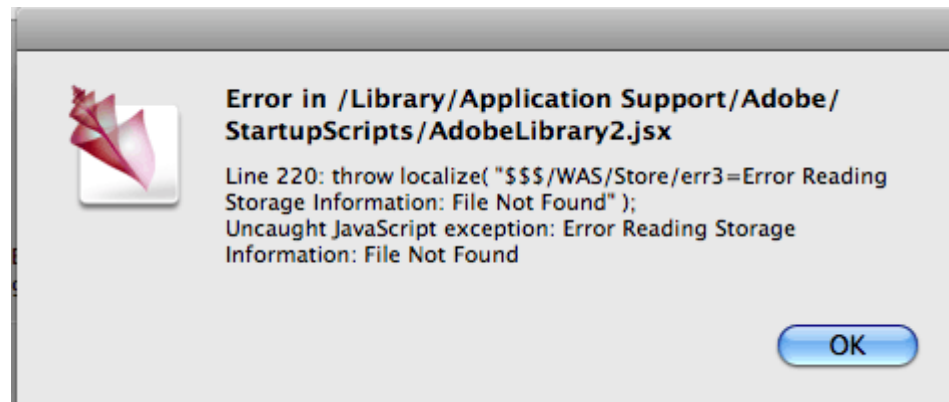 Error in /Library/Application Support/Adobe/
StartupScripts/AdobeLibrary2.jsx
Line 220: throw localize( "$$$/WAS/Store/err3=Error Reading
Storage Information: File Not Found" );
Uncaught JavaScript exception: Error Reading Storage
Information: File Not Found
OK